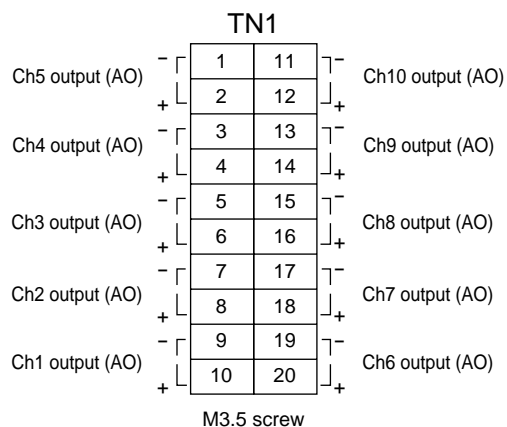 TN1
- 1 11 -
Ch5 output (AO) Ch10 output (AO)
+ 2 12 +
- 3 13 -
Ch4 output (AO) Ch9 output (AO)
+ 4 14 +
- 5 15 -
Ch3 output (AO) Ch8 output (AO)
+ 6 16 +
- 7 17 -
Ch2 output (AO) Ch7 output (AO)
+ 8 18 +
- 9 19 -
Ch1 output (AO) Ch6 output (AO)
+ 10 20 +
M3.5 screw